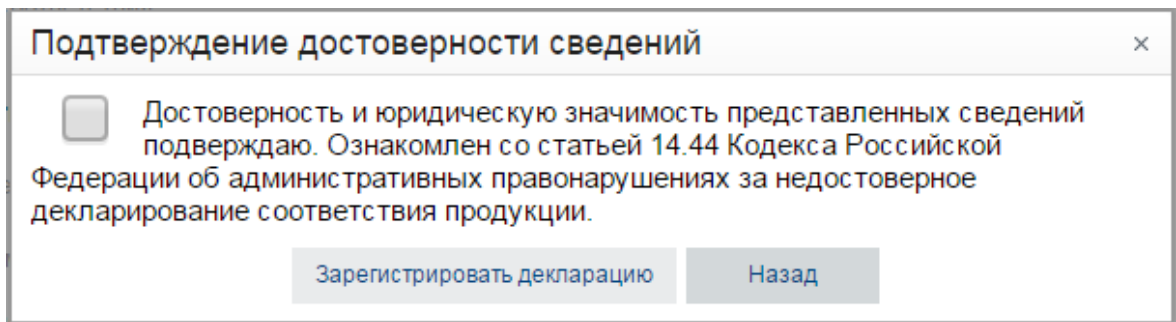 Подтверждение достоверности сведений
×
Достоверность и юридическую значимость представленных сведений
подверждаю. Ознакомлен со статьей 14.44 Кодекса Российской
Федерации об административных правонарушениях за недостоверное
декларирование соответствия продукции.
Зарегистрировать декларацию Назад